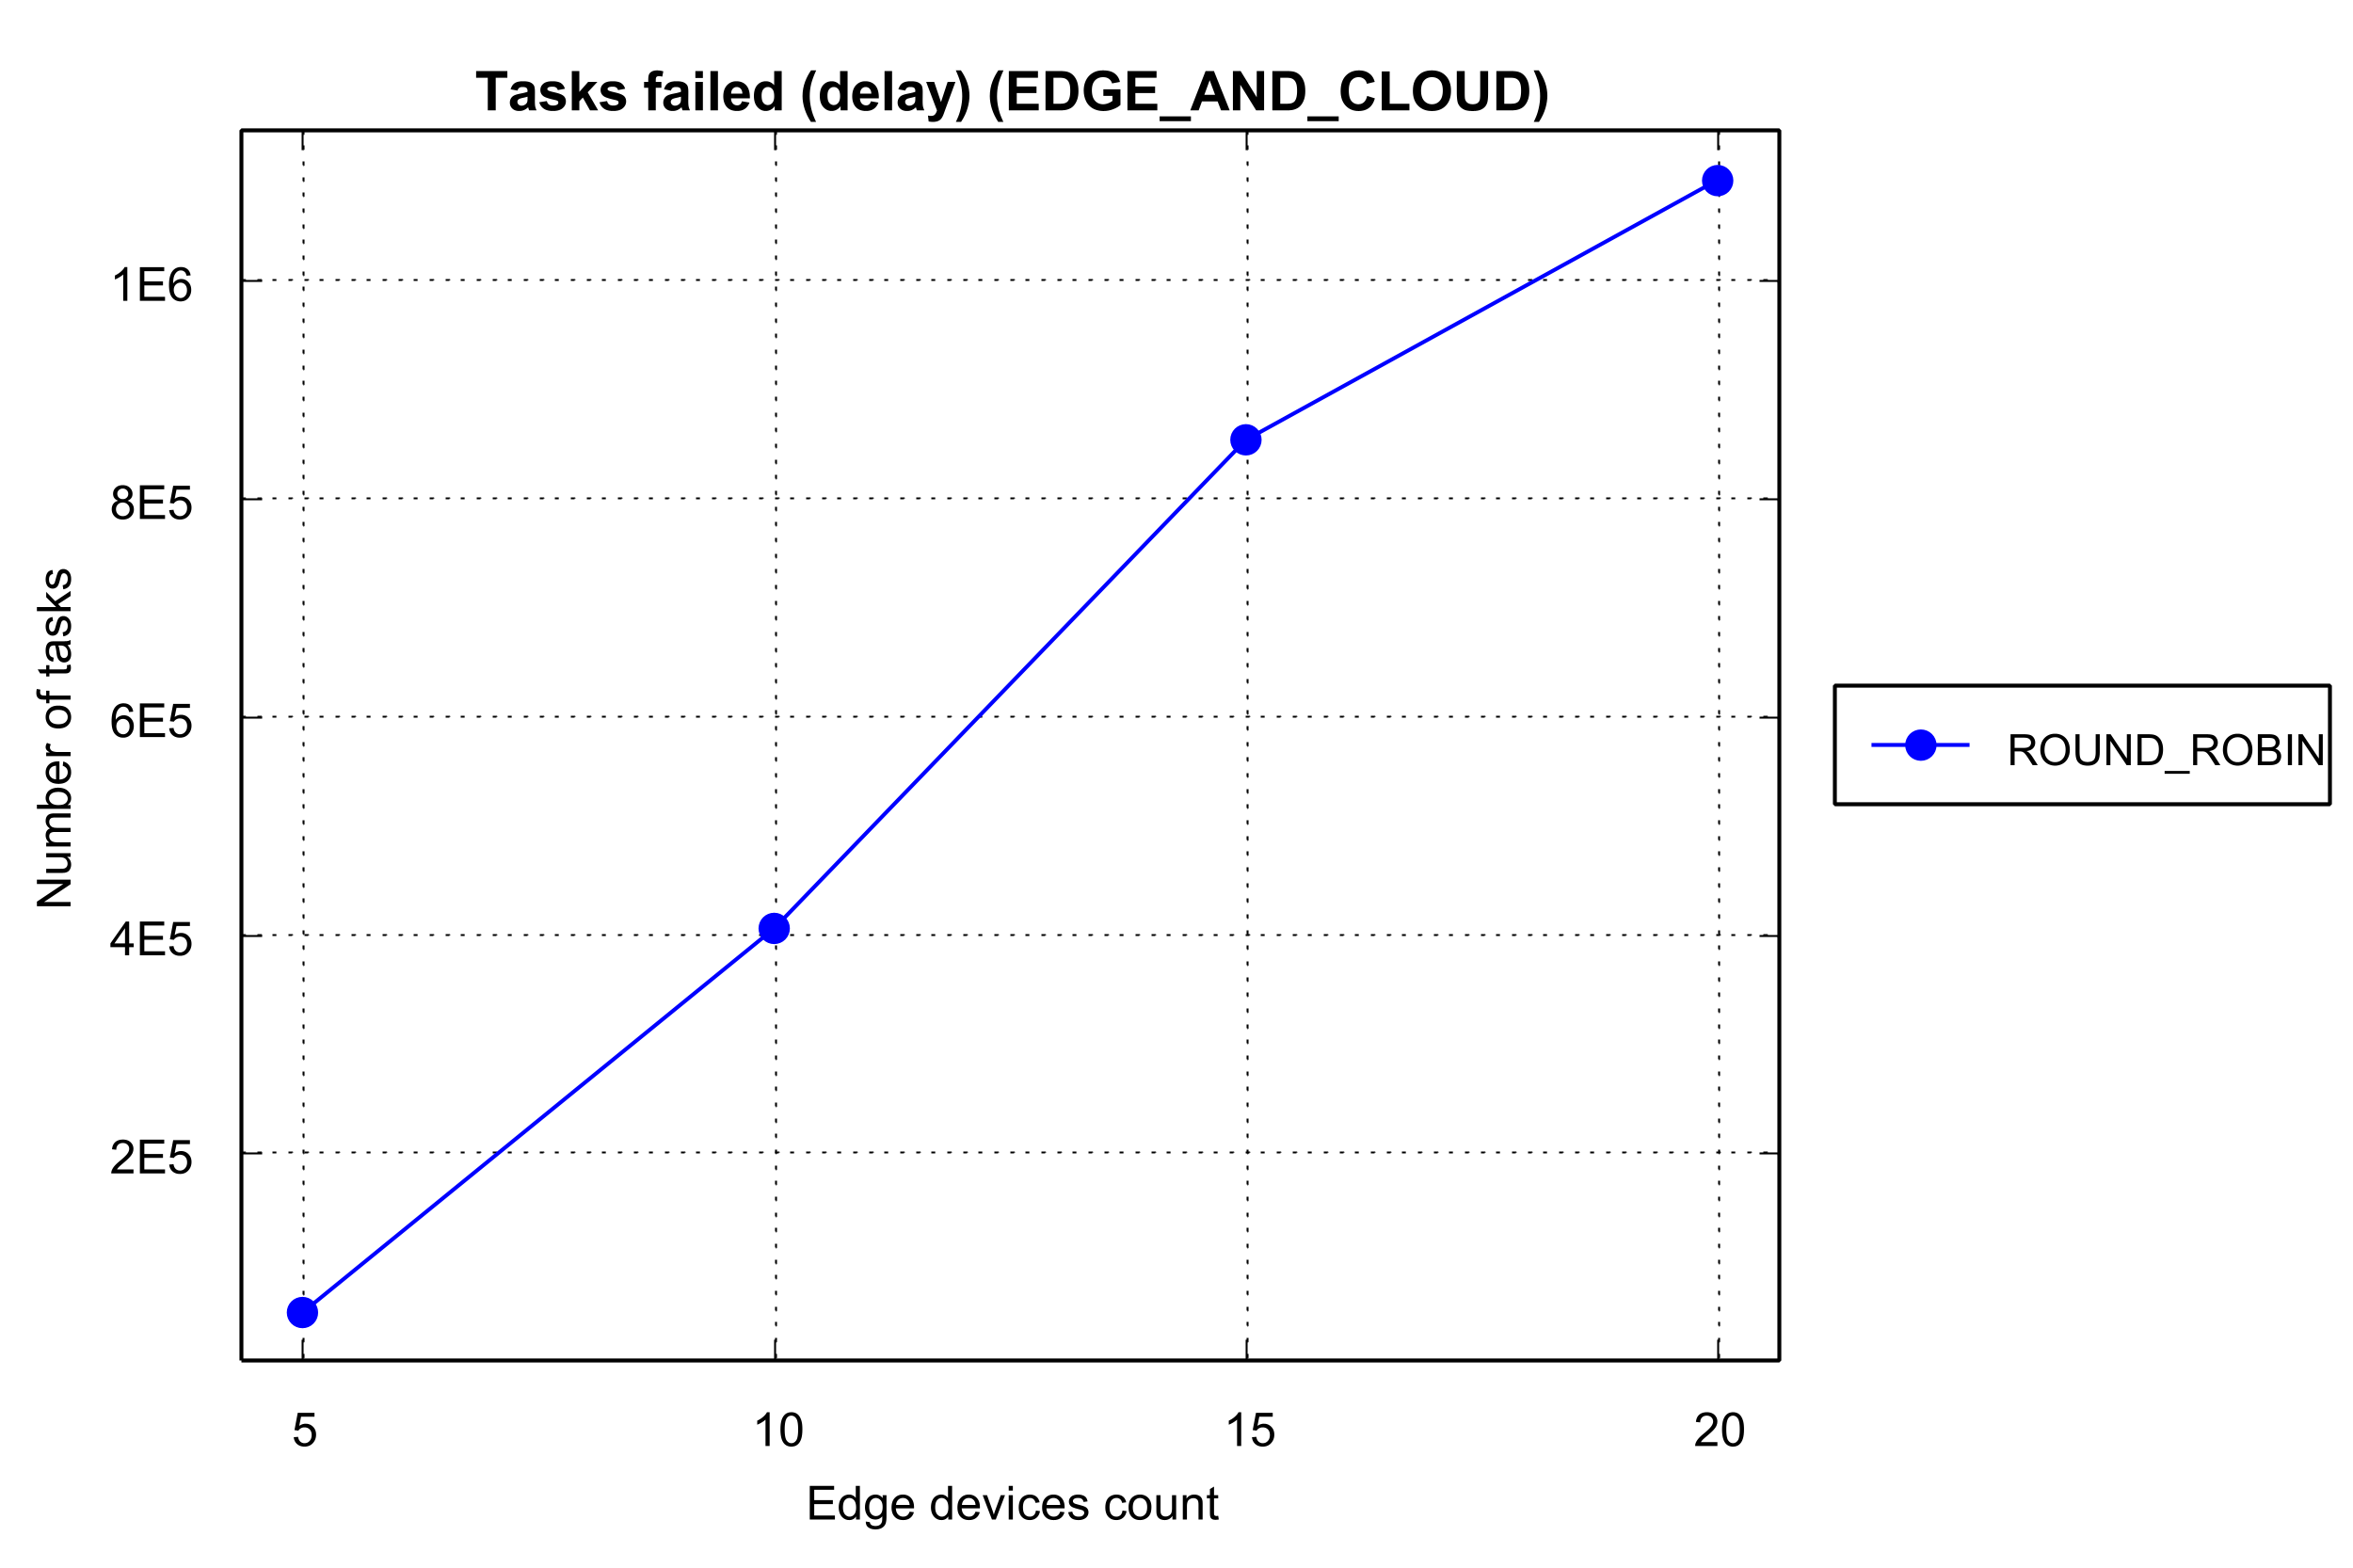 Tasks failed (delay) (EDGE_AND_CLOUD)
1E6
8E5
6E5
4E5
2E5
Number of tasks
ROUND_ROBIN
5 10 15 20
Edge devices count